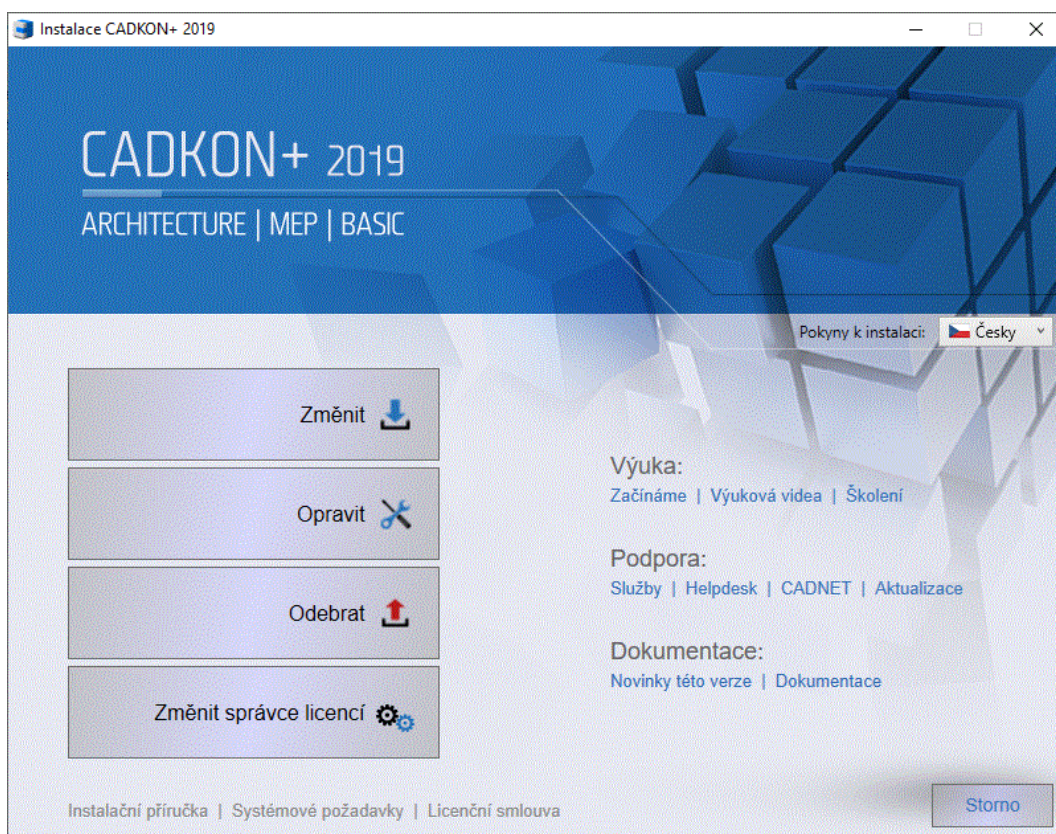 Instalace CADKON+ 2019
CADKON+ 2019
ARCHITECTURE | MEP | BASIC
Pokyny k instalaci: Česky
Změnit
Opravit
Odebrat
Změnit správce licencí
Výuka:
Začínáme | Výuková videa | Školení
Podpora:
Služby | Helpdesk | CADNET | Aktualizace
Dokumentace:
Novinky této verze | Dokumentace
Instalační příručka | Systémové požadavky | Licenční smlouva
Storno